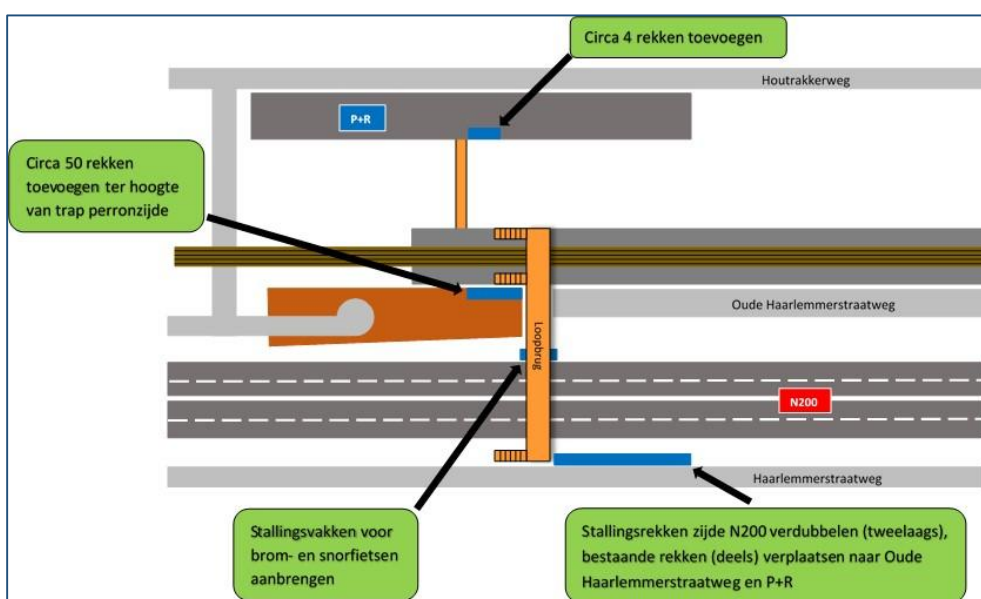 Circa 4 rekken toevoegen
Houtrakkerweg
P+R
Circa 50 rekken
toevoegen ter hoogte
van trap perronzijde
Oude Haarlemmerstraatweg
Loopbrug
N200
Haarlemmerstraatweg
Stallingsvakken voor
brom- en snorfietsen
aanbrengen
Stallingsrekken zijde N200 verdubbelen (tweelaags),
bestaande rekken (deels) verplaatsen naar Oude
Haarlemmerstraatweg en P+R